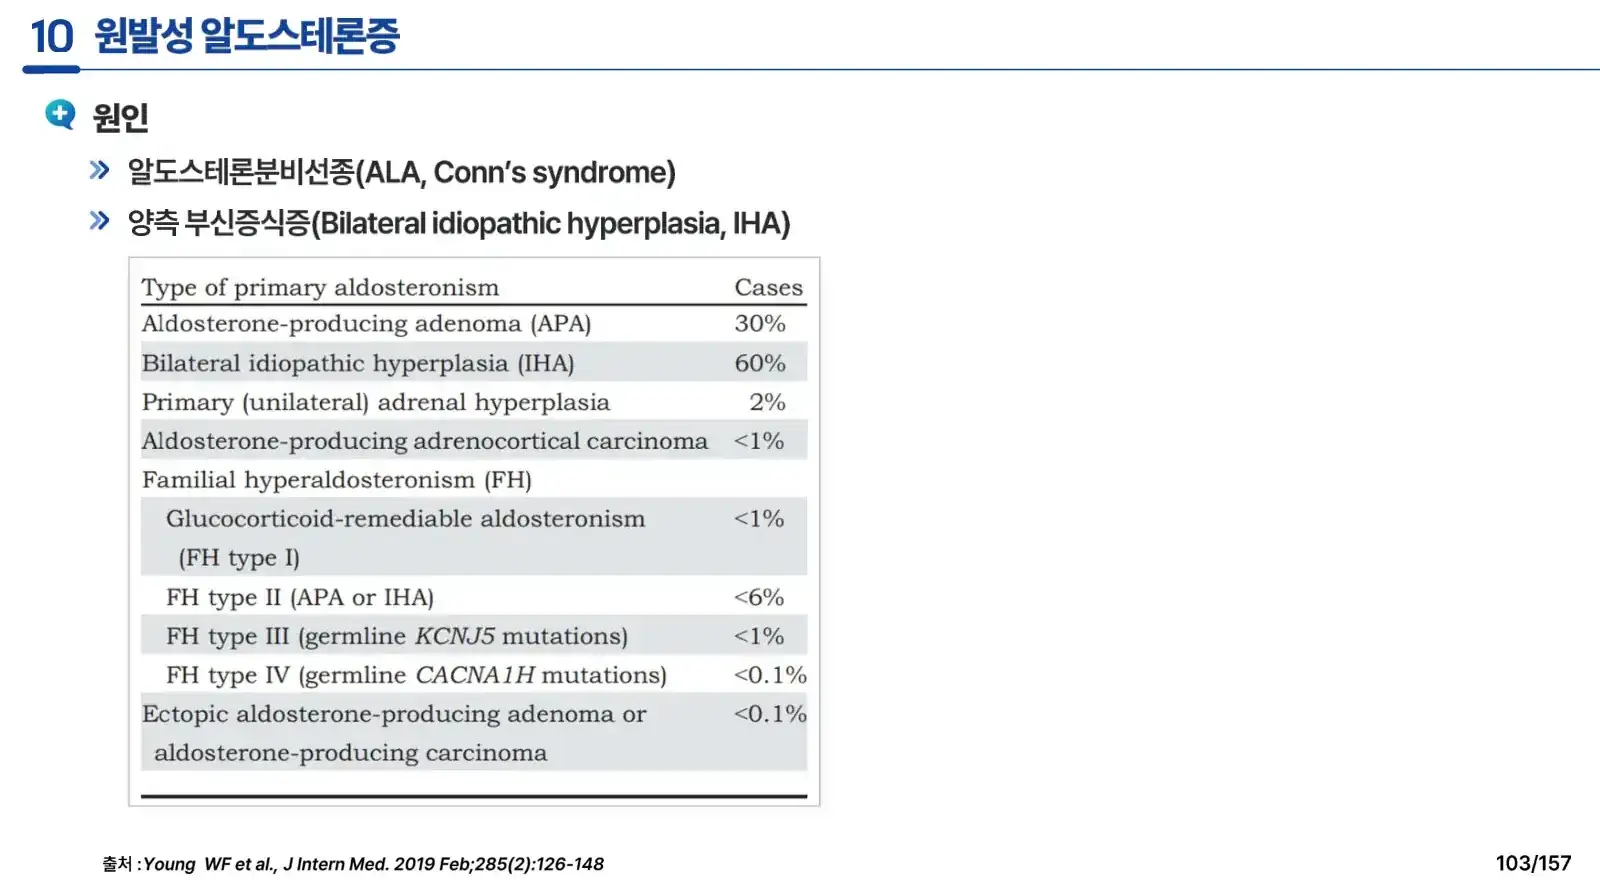 10 원발성 알도스테론증
원인
알도스테론분비선종(ALA, Conn's syndrome)
양측 부신증식증(Bilateral idiopathic hyperplasia, IHA)
Type of primary aldosteronism Cases
Aldosterone-producing adenoma (APA) 30%
Bilateral idiopathic hyperplasia (IHA) 60%
Primary (unilateral) adrenal hyperplasia 2%
Aldosterone-producing adrenocortical carcinoma <1%
Familial hyperaldosteronism (FH)
Glucocorticoid-remediable aldosteronism <1%
(FH type I)
FH type II (APA or IHA) <6%
FH type III (germline KCNJ5 mutations) <1%
FH type IV (germline CACNA1H mutations) <0.1%
Ectopic aldosterone-producing adenoma or <0.1%
aldosterone-producing carcinoma
출처 :Young WF et al., J Intern Med. 2019 Feb;285(2):126-148
103/157